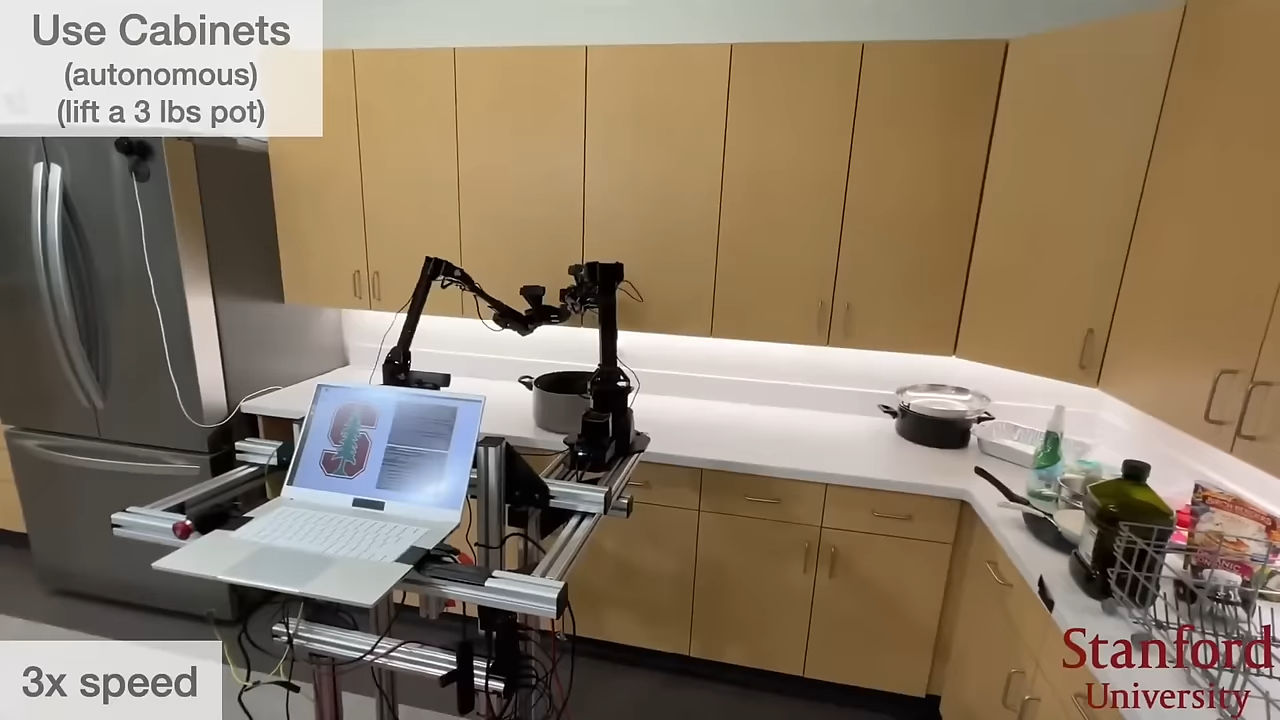 Use Cabinets
(autonomous)
(lift a 3 lbs pot)
3x speed
Stanford
University